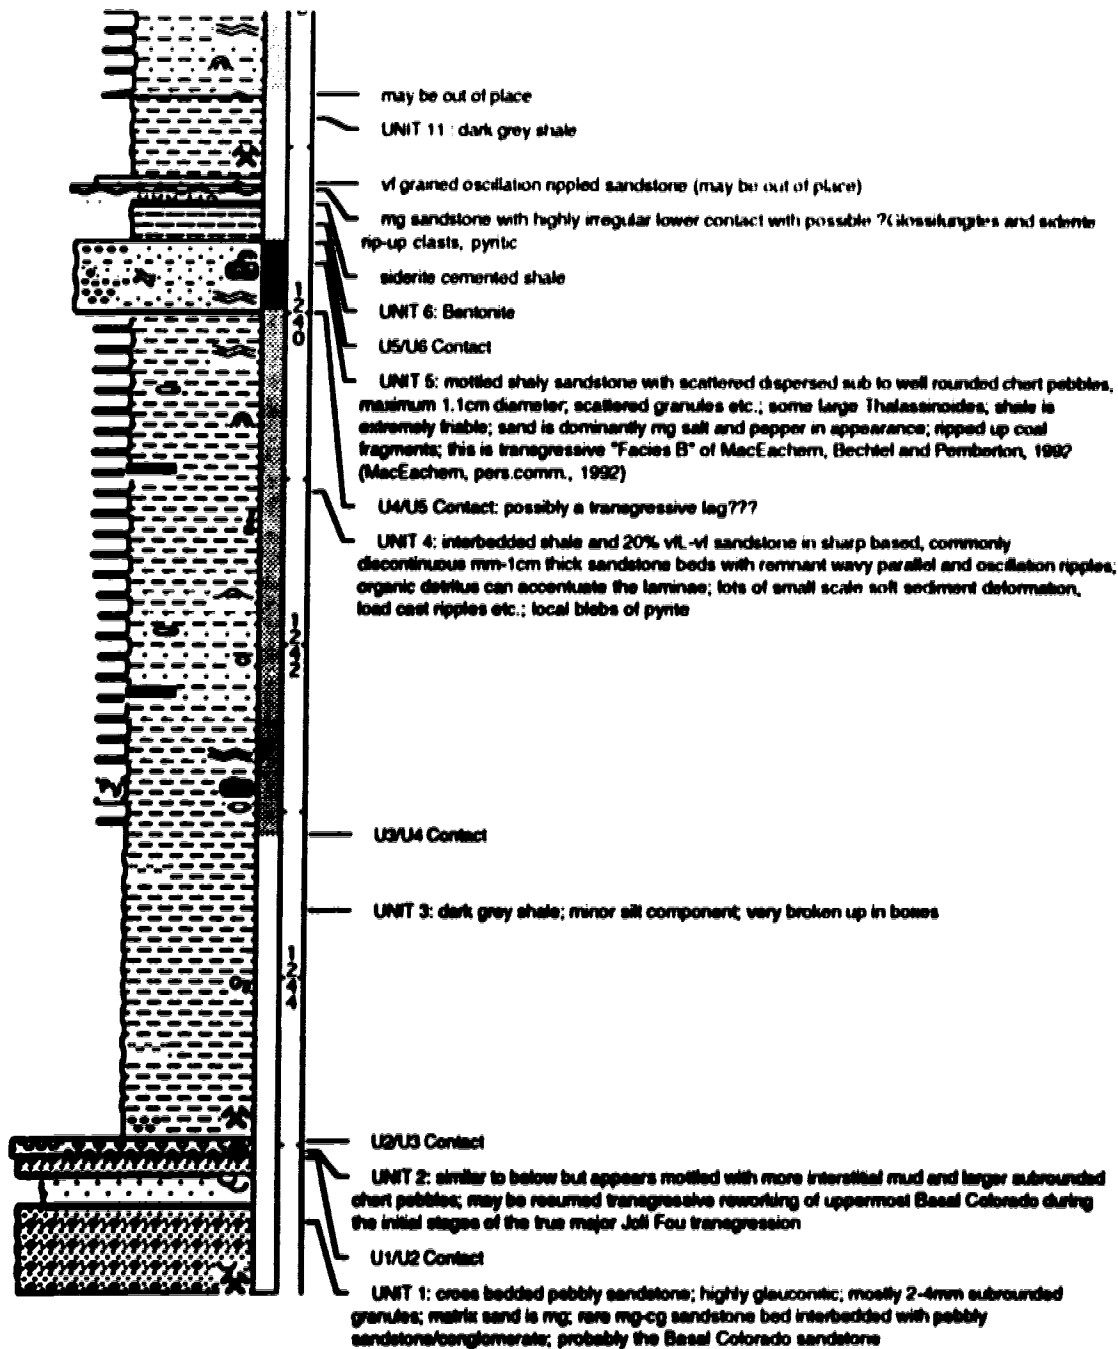 may be out of place
UNIT 11 : dark grey shale
vf grained oscillation rippled sandstone (may be out of place)
mg sandstone with highly irregular lower contact with possible ?Glossifungites and siderite
rip-up clasts, pyritic
siderite cemented shale
UNIT 6: Bentonite
U5/U6 Contact
UNIT 5: mottled shaly sandstone with scattered dispersed sub to well rounded chert pebbles,
maximum 1.1cm diameter; scattered granules etc.; some large Thalassinoides; shale is
extremely friable; sand is dominantly mg salt and pepper in appearance; ripped up coal
fragments; this is transgressive "Facies B" of MacEachern, Bechtel and Pemberton, 1992
(MacEachern, pers.comm., 1992)
U4/U5 Contact: possibly a transgressive lag???
UNIT 4: interbedded shale and 20% vfL-vf sandstone in sharp based, commonly
discontinuous mm-1cm thick sandstone beds with remnant wavy parallel and oscillation ripples;
organic detritus can accentuate the laminae; lots of small scale soft sediment deformation,
load cast ripples etc.; local blebs of pyrite
U3/U4 Contact
UNIT 3: dark grey shale; minor silt component; very broken up in boxes
U2/U3 Contact
UNIT 2: similar to below but appears mottled with more interstitial mud and larger subrounded
chert pebbles; may be resumed transgressive reworking of uppermost Basal Colorado during
the initial stages of the true major Joli Fou transgression
U1/U2 Contact
UNIT 1: cross bedded pebbly sandstone; highly glauconitic; mostly 2-4mm subrounded
granules; matrix sand is mg; rare mg-cg sandstone bed interbedded with pebbly
sandstone/conglomerate; probably the Basal Colorado sandstone
1240
1242
1244